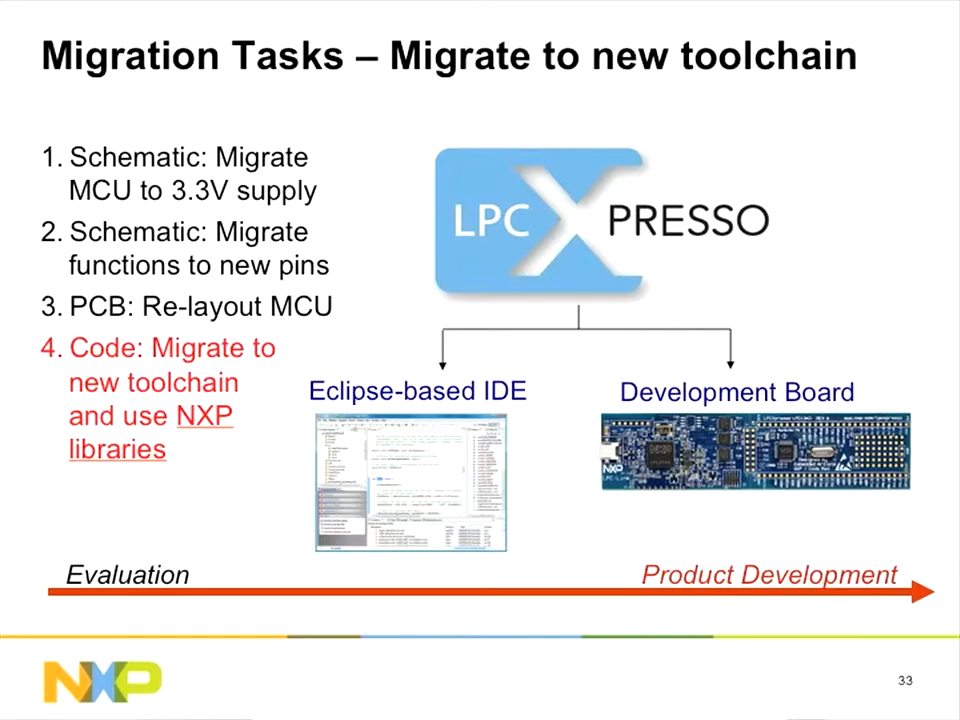 Migration Tasks – Migrate to new toolchain
1. Schematic: Migrate
MCU to 3.3V supply
2. Schematic: Migrate
functions to new pins
3. PCB: Re-layout MCU
4. Code: Migrate to
new toolchain
and use NXP
libraries
LPC XPRESSO
Eclipse-based IDE
Development Board
NXP
Evaluation
Product Development
NXP
33